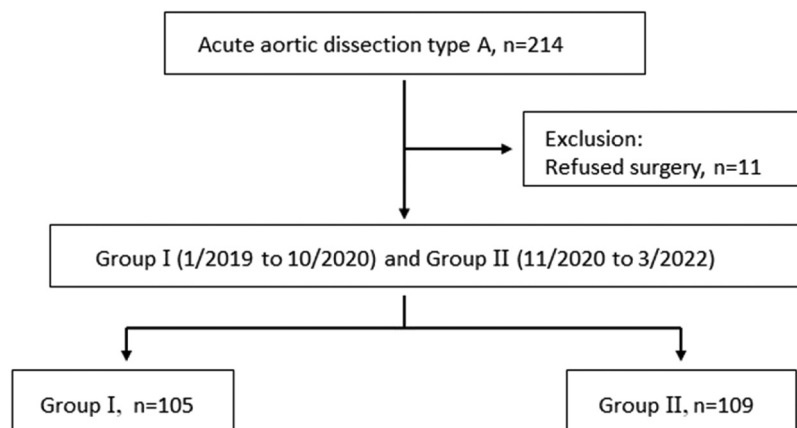 Acute aortic dissection type A, n=214
Exclusion:
Refused surgery, n=11
Group I (1/2019 to 10/2020) and Group II (11/2020 to 3/2022)
Group I, n=105
Group II, n=109